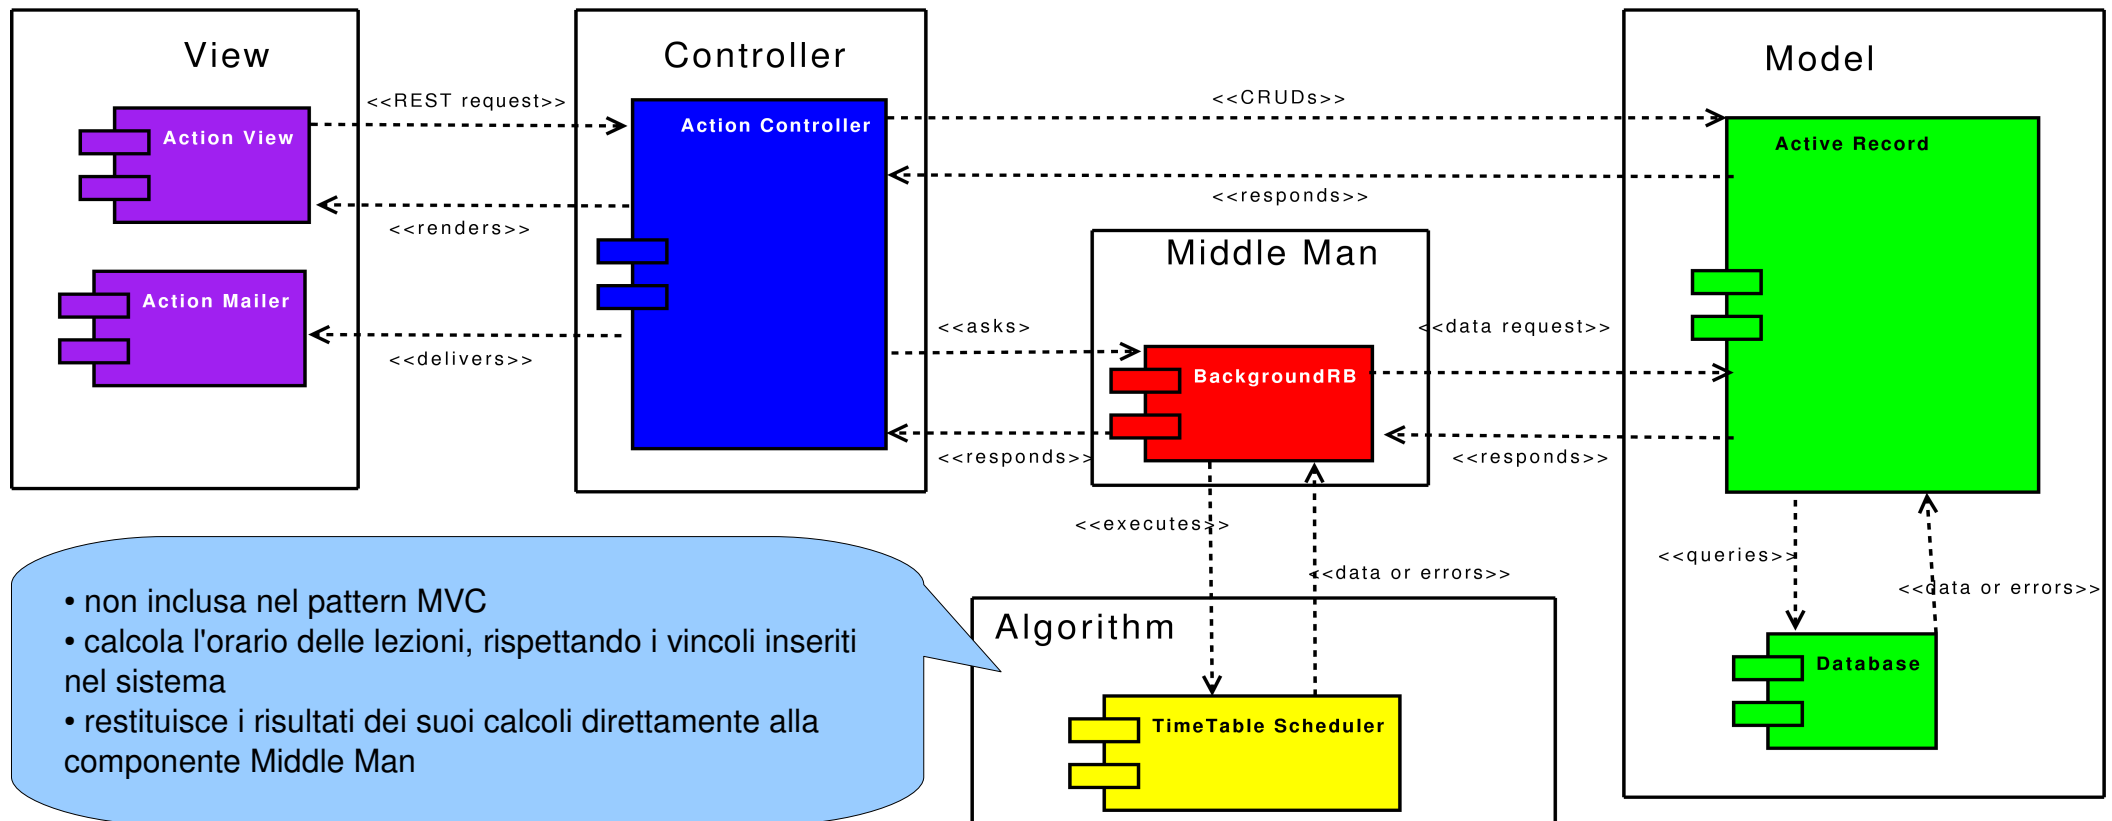 View
Controller
Model
<<REST request>>
<<CRUDs>>
Action View
Action Controller
Active Record
<<renders>>
<<responds>>
Middle Man
Action Mailer
<<delivers>>
<<asks>
<<data request>>
BackgroundRB
<<responds>>
<<responds>>
<<executes>>
<<data or errors>>
<<queries>>
<<data or errors>>
Algorithm
TimeTable Scheduler
Database
• non inclusa nel pattern MVC
• calcola l'orario delle lezioni, rispettando i vincoli inseriti
nel sistema
• restituisce i risultati dei suoi calcoli direttamente alla
componente Middle Man